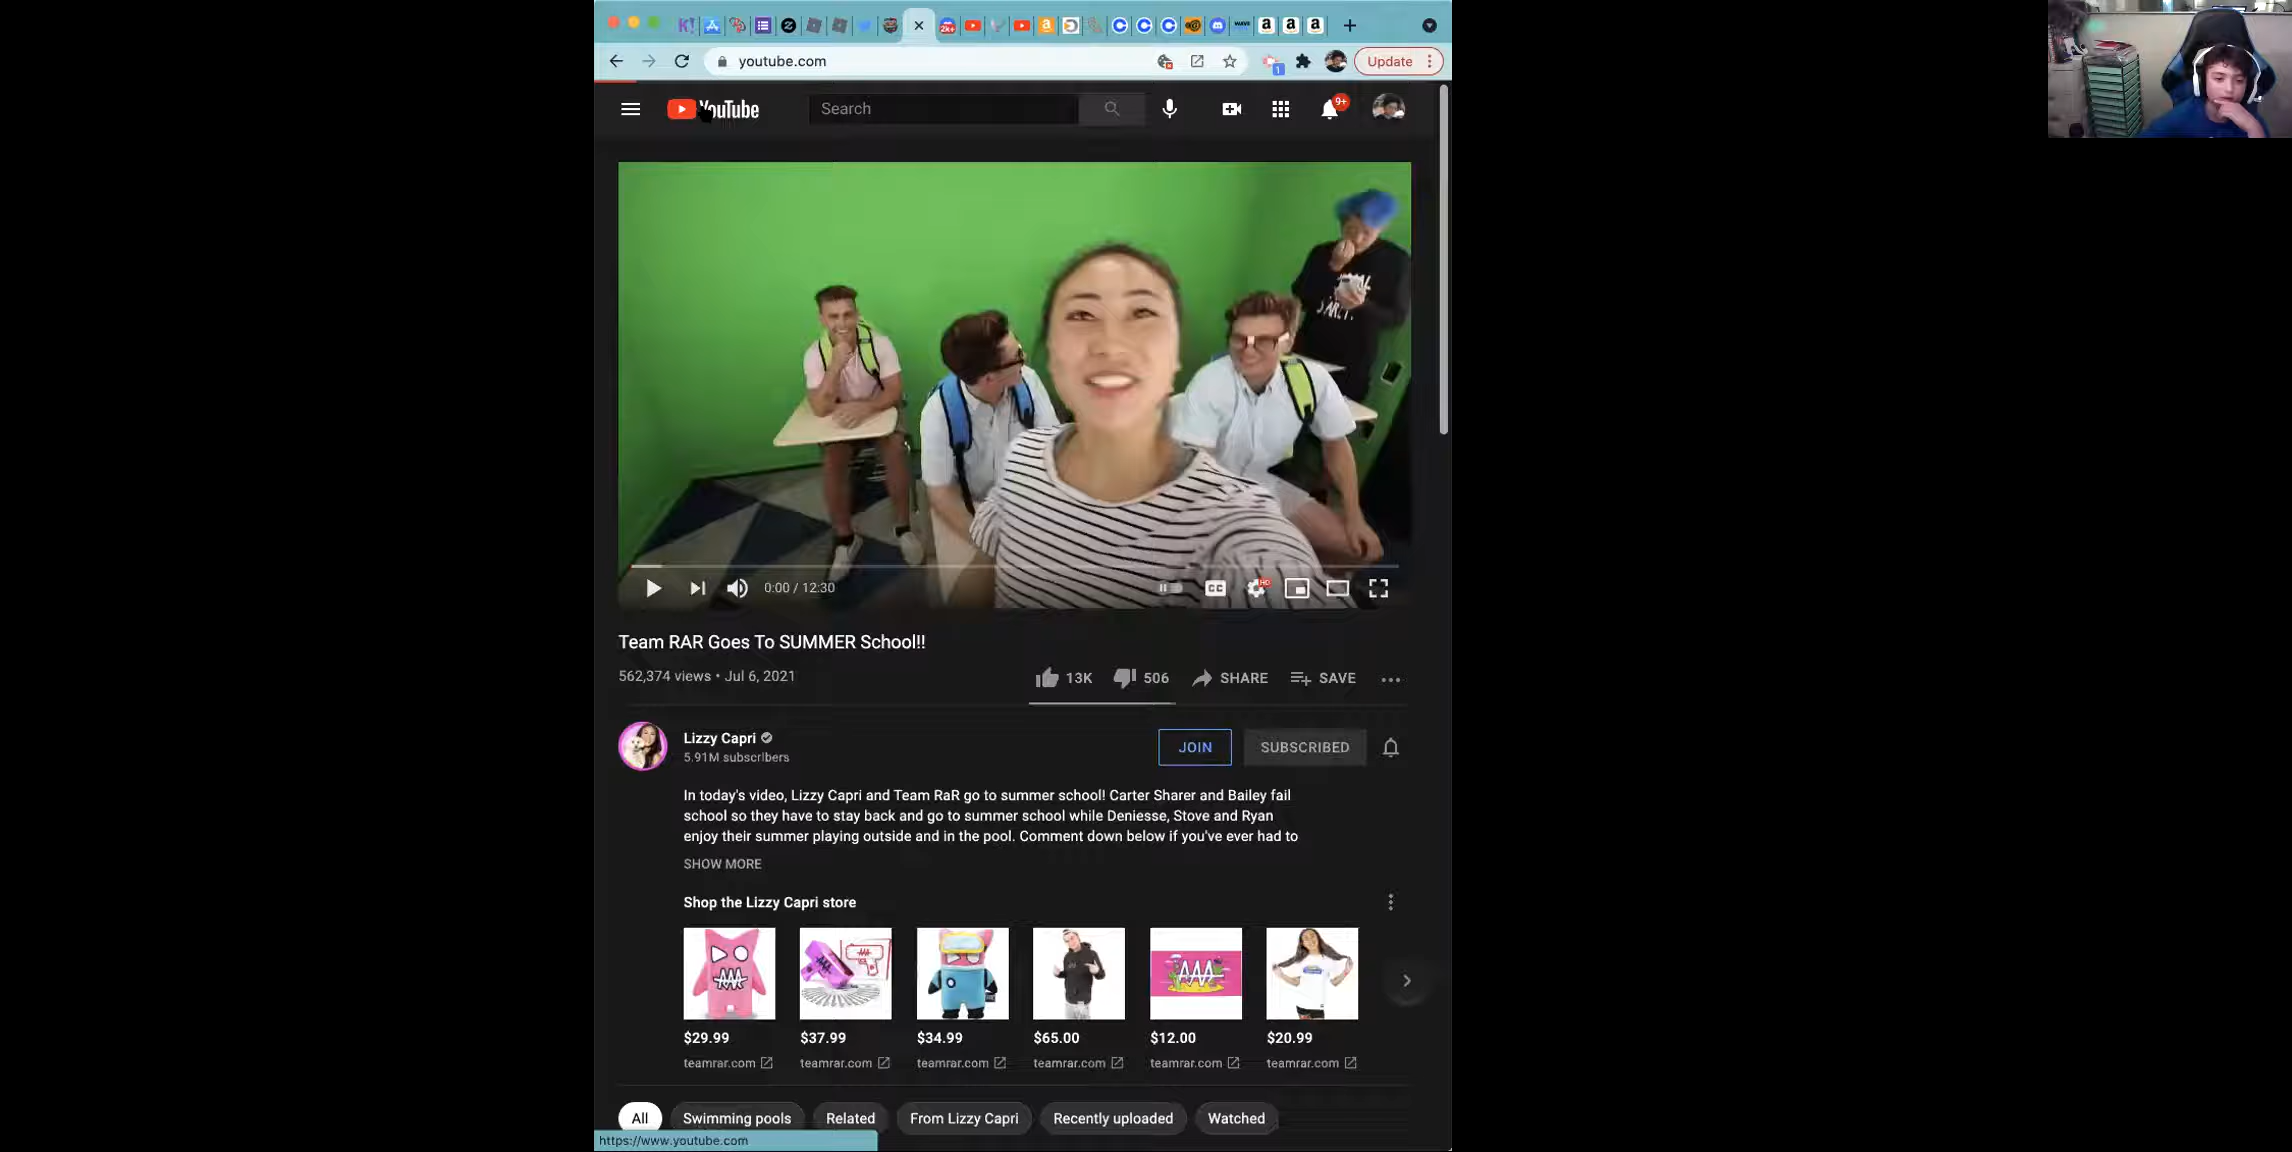 youtube.com
Update
YouTube
Search
9+
0:00 / 12:30
CC
HD
Team RAR Goes To SUMMER School!!
562,374 views • Jul 6, 2021
13K
506
SHARE
SAVE
Lizzy Capri
5.91M subscribers
JOIN
SUBSCRIBED
In today's video, Lizzy Capri and Team RaR go to summer school! Carter Sharer and Bailey fail
school so they have to stay back and go to summer school while Deniesse, Stove and Ryan
enjoy their summer playing outside and in the pool. Comment down below if you've ever had to
SHOW MORE
Shop the Lizzy Capri store
$29.99
$37.99
$34.99
$65.00
$12.00
$20.99
teamrar.com
teamrar.com
teamrar.com
teamrar.com
teamrar.com
teamrar.com
All
Swimming pools
Related
From Lizzy Capri
Recently uploaded
Watched
https://www.youtube.com